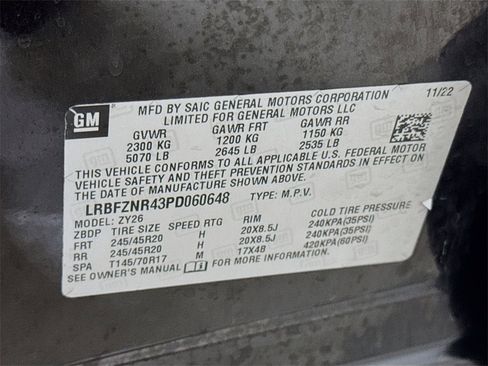 GM
MFD BY SAIC GENERAL MOTORS CORPORATION 11/22
LIMITED FOR GENERAL MOTORS LLC
GVWR GAWR FRT GAWR RR
2300 KG 1200 KG 1150 KG
5070 LB 2645 LB 2535 LB
THIS VEHICLE CONFORMS TO ALL APPLICABLE U.S. FEDERAL MOTOR
VEHICLE SAFETY AND THEFT PREVENTION STANDARDS IN EFFECT ON THE
DATE OF MANUFACTURE SHOWN ABOVE.
LRBFZNR43PD060648 TYPE: M.P.V.
MODEL: ZY26
ZBDP TIRE SIZE SPEED RTG RIM COLD TIRE PRESSURE
FRT 245/45R20 H 20X8.5J 240KPA(35PSI)
RR 245/45R20 H 20X8.5J 240KPA(35PSI)
SPA T145/70R17 M 17X4B 420KPA(60PSI)
SEE OWNER'S MANUAL FOR MORE INFORMATION.